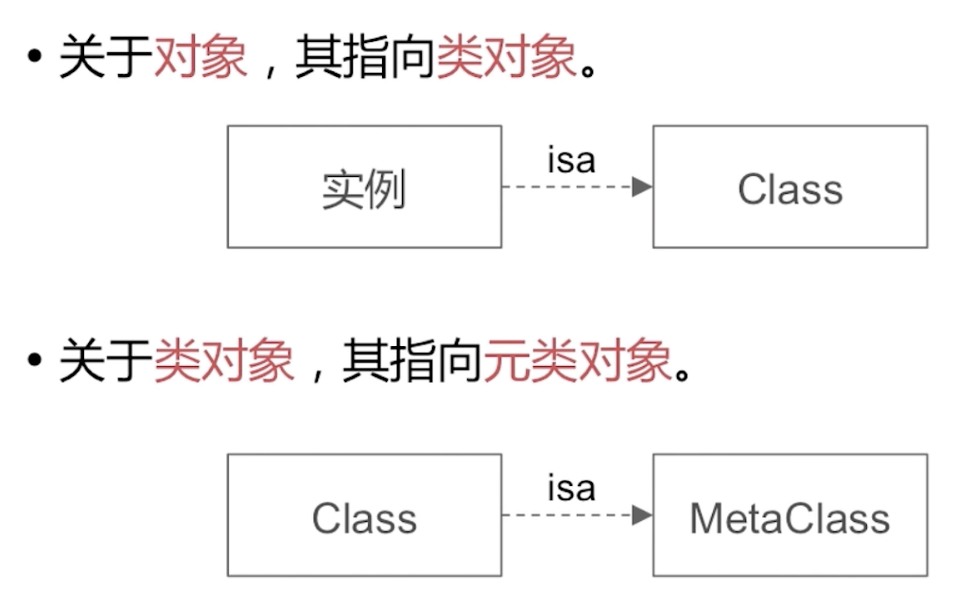 • 关于对象，其指向类对象。
isa
实例
Class
• 关于类对象，其指向元类对象。
isa
Class
MetaClass